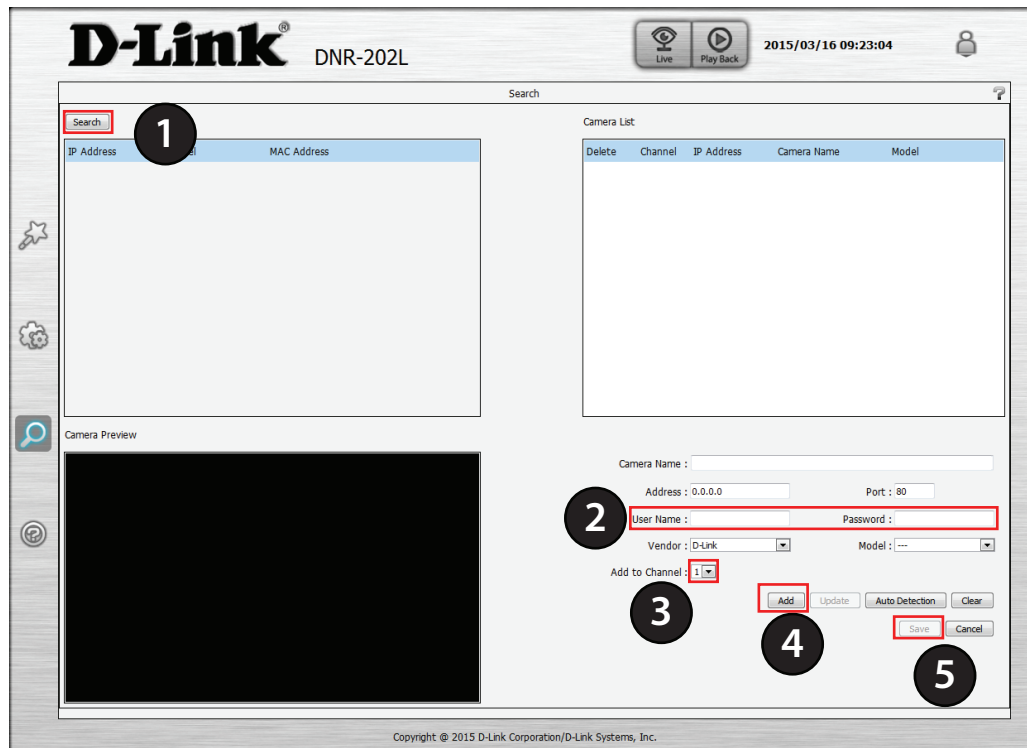 D-Link® DNR-202L
Live
Play Back
2015/03/16 09:23:04
Search
?
Search
1
IP Address MAC Address
Camera List
Delete Channel IP Address Camera Name Model
Camera Preview
Camera Name :
Address : 0.0.0.0 Port : 80
2
User Name : Password :
Vendor : D-Link Model : ---
Add to Channel : 1
3
Add Update Auto Detection Clear
4
Save Cancel
5
?
Copyright @ 2015 D-Link Corporation/D-Link Systems, Inc.